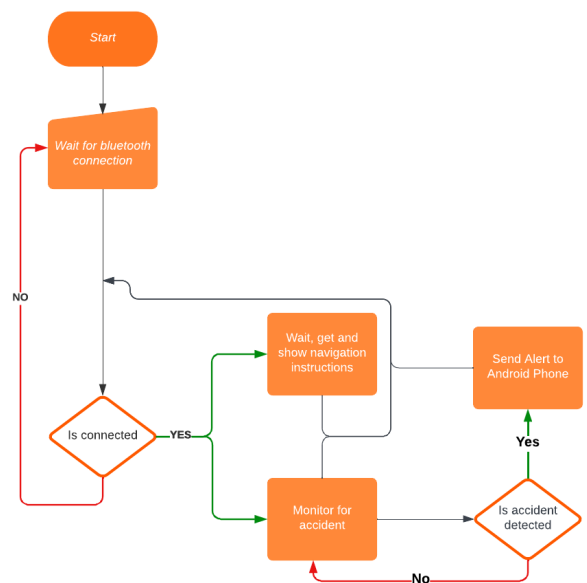 Start
Wait for bluetooth
connection
NO
Wait, get and
show navigation
instructions
Send Alert to
Android Phone
Is connected
YES
Yes
Monitor for
accident
Is accident
detected
No